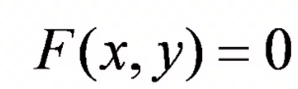 F(x, y) = 0